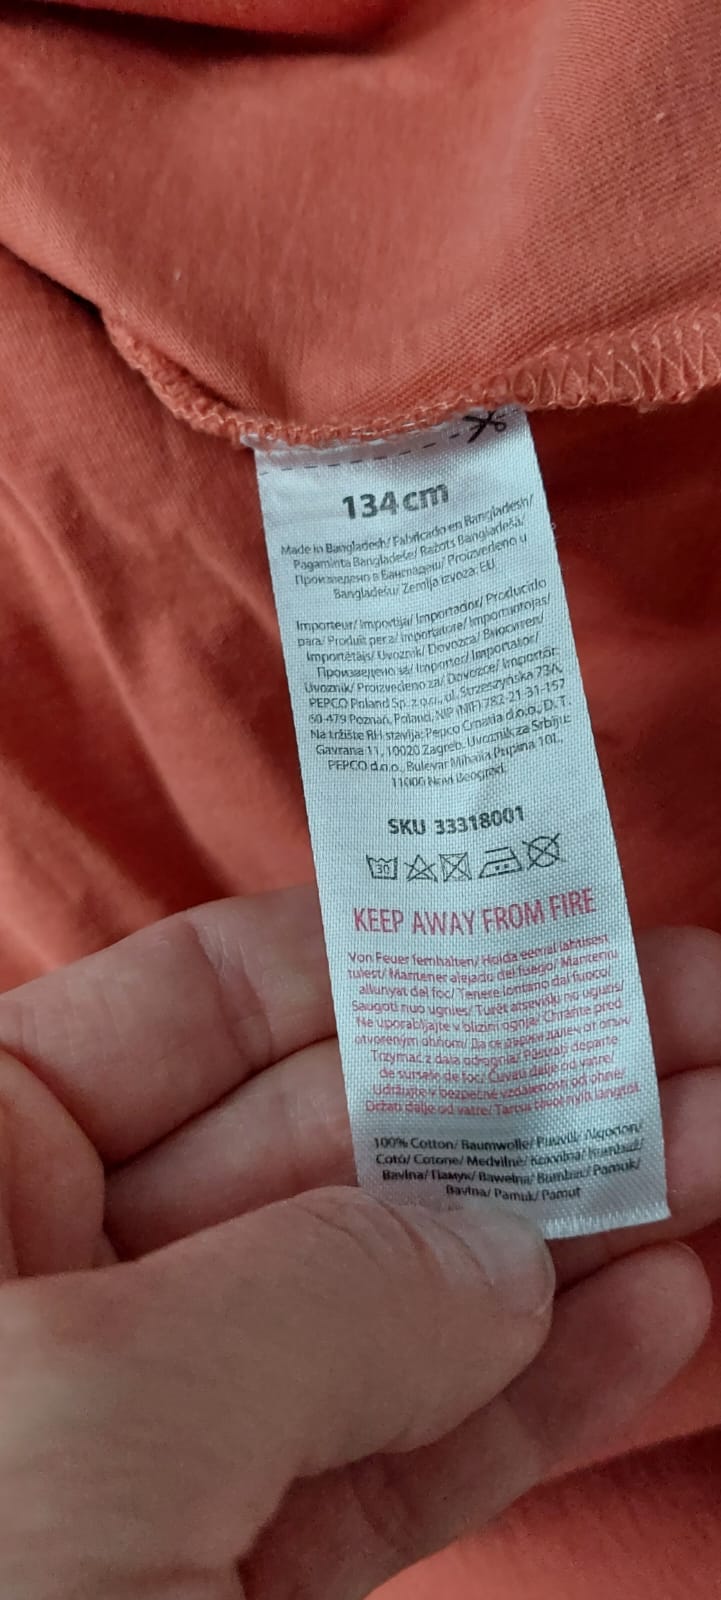 134cm
Made in Bangladesh/ Fabricado en Bangladesh/
Pagaminta Bangladeše/ Ražots Bangladešā/
Произведено в Бангладеш/ Proizvedeno u
Bangladešu/ Zemlja izvoza: EU
Importeur/ Importija/ Importador/ Producido
para/ Produit per a/ Importatore/ Importuotojas/
Importētājs/ Uvoznik/ Dovozca/ Вносител/
Произведено за/ Importer/ Importator/
Uvoznik/ Proizvedeno za/ Dovozce/ Importőr:
PEPCO Poland Sp. z o.o., ul. Strzeszyńska 73A,
60-479 Poznań, Poland, NIP (NIF) 782-21-31-157
Na tržište RH stavlja: Pepco Croatia d.o.o., D. T.
Gavrana 11, 10020 Zagreb. Uvoznik za Srbiju:
PEPCO d.o.o., Bulevar Mihajla Pupina 10L,
11000 Novi Beograd.
SKU 33318001
30
KEEP AWAY FROM FIRE
Von Feuer fernhalten/ Hoida eemal lahtisest
tulest/ Mantener alejado del fuego/ Manteniu
allunyat del foc/ Tenere lontano dal fuoco/
Saugoti nuo ugnies/ Turēt atsevišķi no uguns/
Ne uporabljajte v bližini ognja/ Chráňte pred
otvoreným ohňom/ Да се държи далеч от огън/
Trzymać z dala od ognia/ Păstrați departe
de sursele de foc/ Čuvati dalje od vatre/
Udržujte v bezpečné vzdálenosti od ohně/
Držati dalje od vatre/ Tartsa távol nyílt lángtól
100% Cotton/ Baumwolle/ Puuvill/ Algodón/
Cotó/ Cotone/ Medvilnė/ Kokvilna/ Bombaž/
Bavlna/ Памук/ Bawełna/ Bumbac/ Pamuk/
Bavlna/ Pamuk/ Pamut